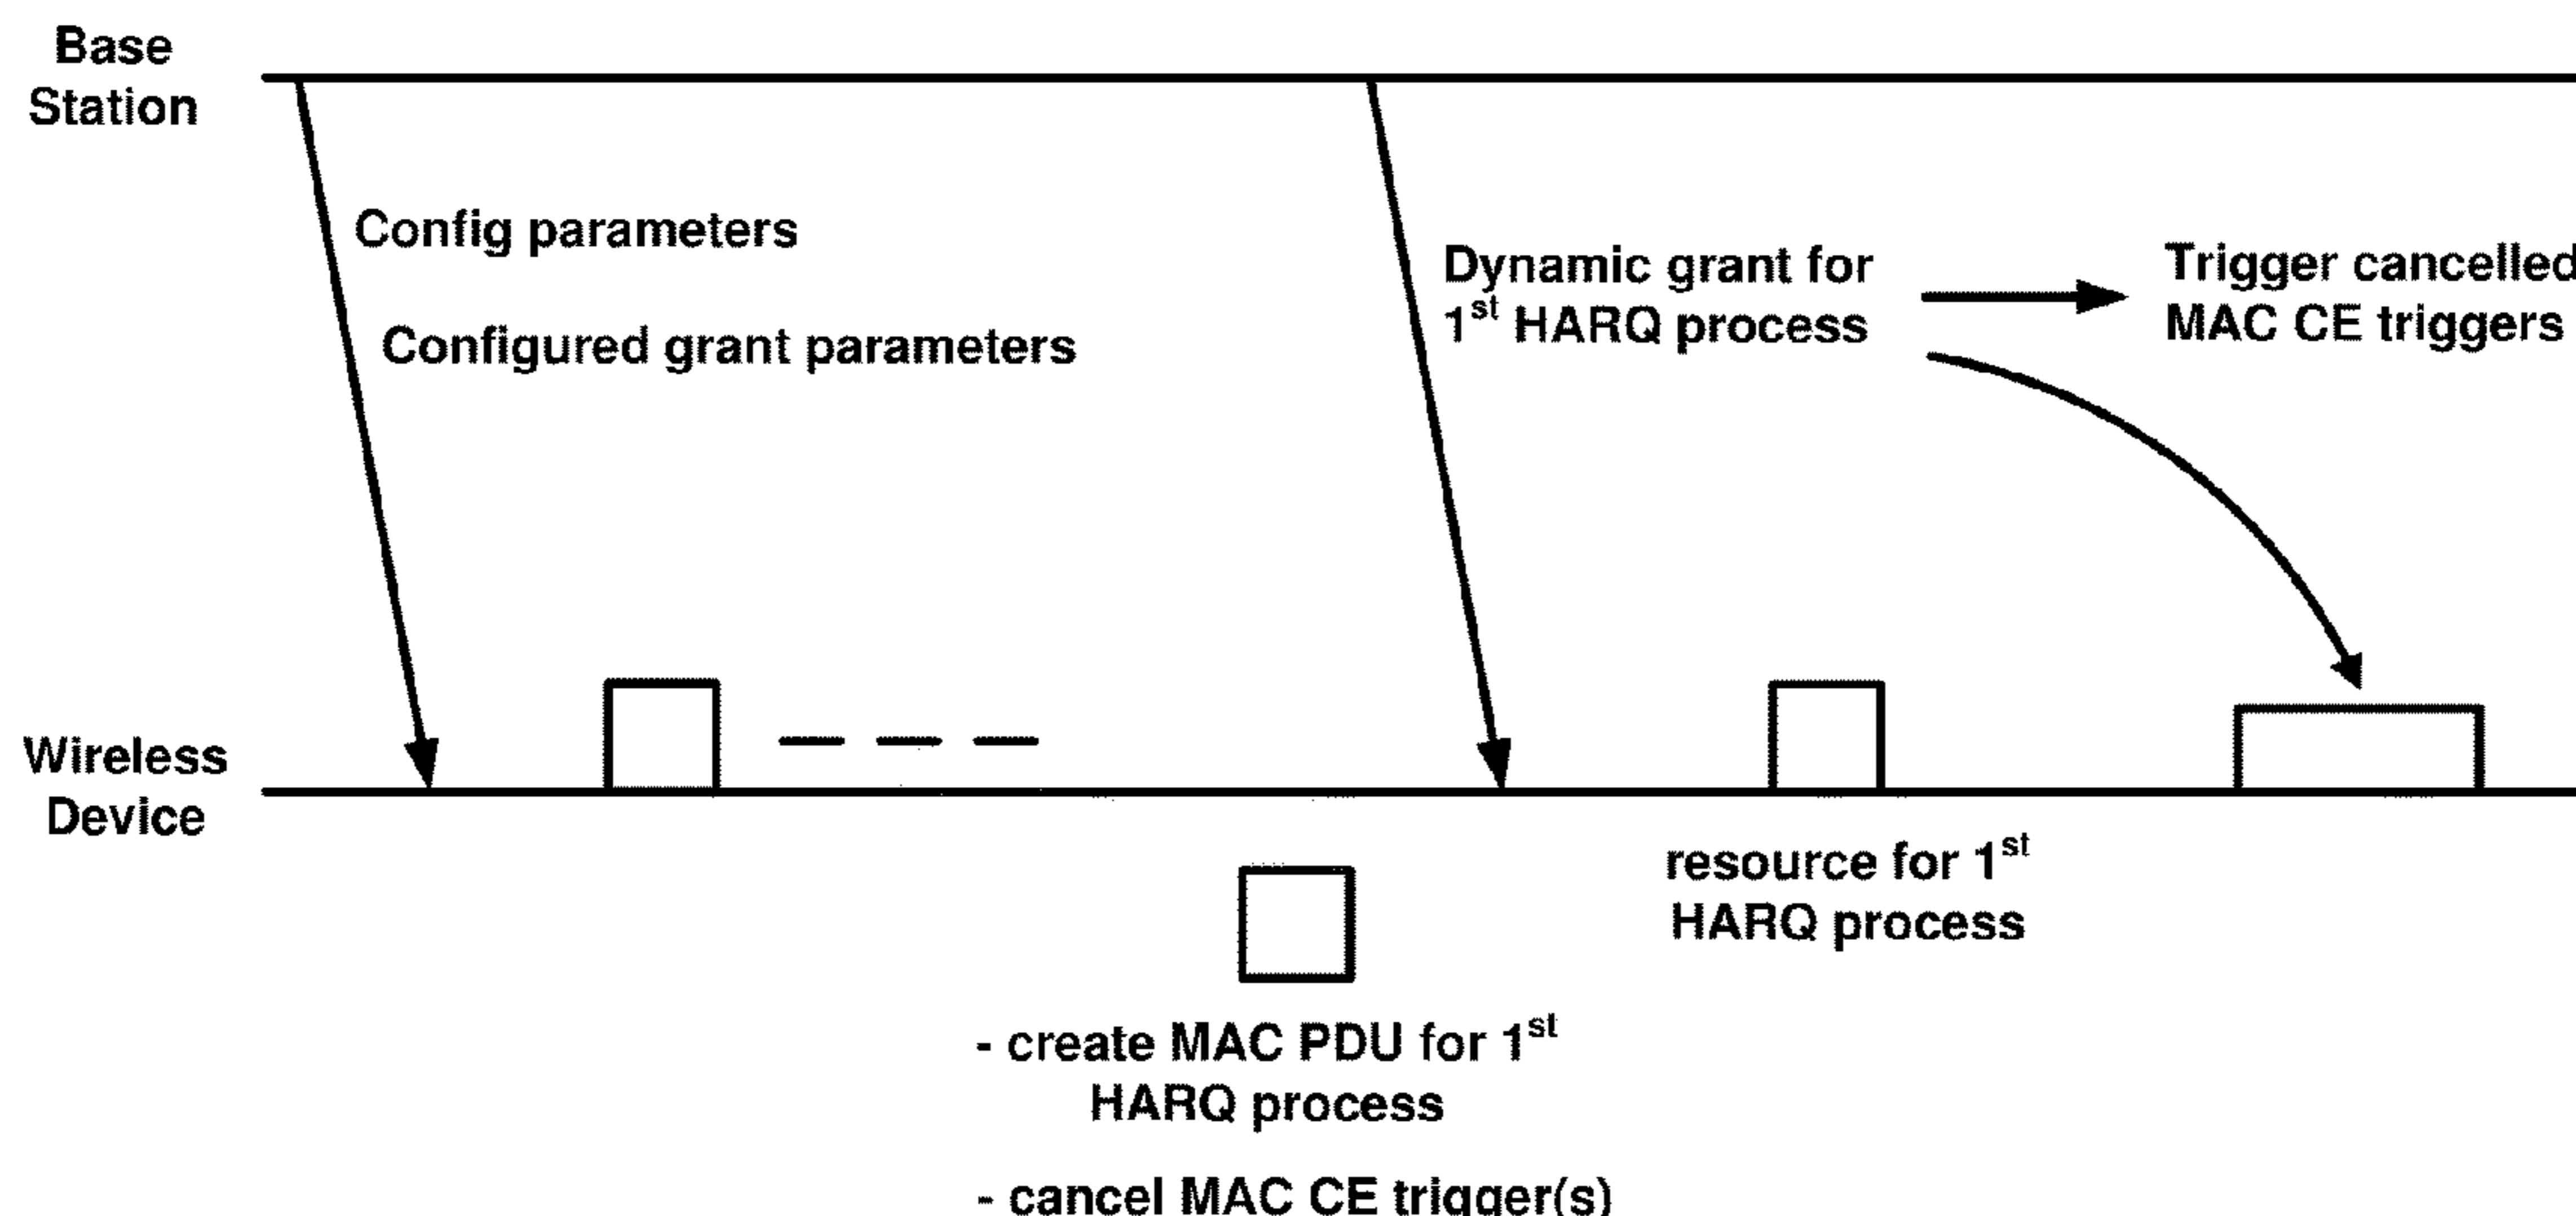 Base
Station
Config parameters
Configured grant parameters
Dynamic grant for
1st HARQ process
Trigger cancelled
MAC CE triggers
Wireless
Device
resource for 1st
HARQ process
- create MAC PDU for 1st
HARQ process
- cancel MAC CE trigger(s)